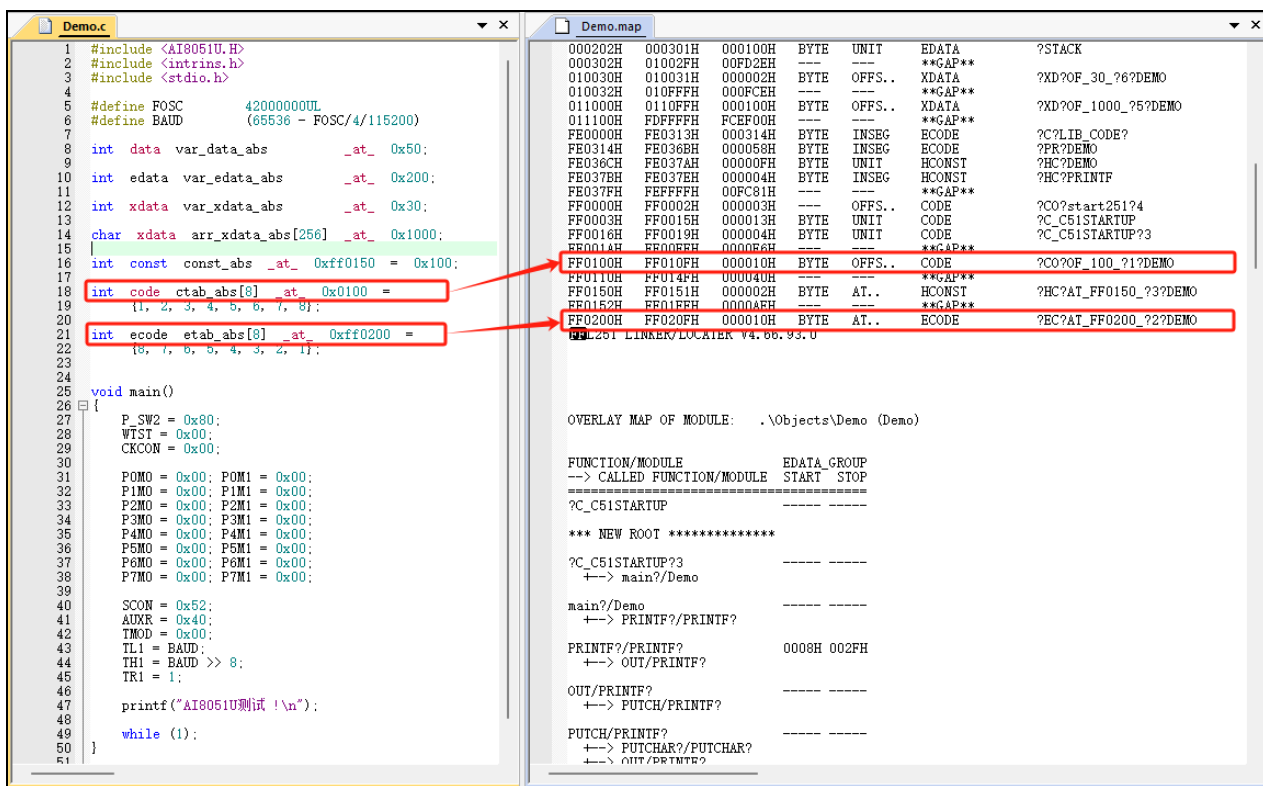 Demo.c
1 #include <AI8051U.H>
2 #include <intrins.h>
3 #include <stdio.h>
4
5 #define FOSC 42000000UL
6 #define BAUD (65536 - FOSC/4/115200)
7
8 int data var_data_abs _at_ 0x50;
9
10 int edata var_edata_abs _at_ 0x200;
11
12 int xdata var_xdata_abs _at_ 0x30;
13
14 char xdata arr_xdata_abs[256] _at_ 0x1000;
15
16 int const const_abs _at_ 0xff0150 = 0x100;
17
18 int code ctab_abs[8] _at_ 0x0100 =
19 {1, 2, 3, 4, 5, 6, 7, 8};
20
21 int ecode etab_abs[8] _at_ 0xff0200 =
22 {8, 7, 6, 5, 4, 3, 2, 1};
23
24
25 void main()
26 {
27 P_SW2 = 0x80;
28 WTST = 0x00;
29 CKCON = 0x00;
30
31 P0M0 = 0x00; P0M1 = 0x00;
32 P1M0 = 0x00; P1M1 = 0x00;
33 P2M0 = 0x00; P2M1 = 0x00;
34 P3M0 = 0x00; P3M1 = 0x00;
35 P4M0 = 0x00; P4M1 = 0x00;
36 P5M0 = 0x00; P5M1 = 0x00;
37 P6M0 = 0x00; P6M1 = 0x00;
38 P7M0 = 0x00; P7M1 = 0x00;
39
40 SCON = 0x52;
41 AUXR = 0x40;
42 TMOD = 0x00;
43 TL1 = BAUD;
44 TH1 = BAUD >> 8;
45 TR1 = 1;
46
47 printf("AI8051U测试 !\n");
48
49 while (1);
50 }
51
Demo.map
000202H 000301H 000100H BYTE UNIT EDATA ?STACK
000302H 01002FH 00FD2EH --- --- **GAP**
010030H 010031H 000002H BYTE OFFS.. XDATA ?XD?OF_30_?6?DEMO
010032H 010FFFH 000FCEH --- --- **GAP**
011000H 0110FFH 000100H BYTE OFFS.. XDATA ?XD?OF_1000_?5?DEMO
011100H FDFFFFH FCEF00H --- --- **GAP**
FE0000H FE0313H 000314H BYTE INSEG ECODE ?C?LIB_CODE?
FE0314H FE036BH 000058H BYTE INSEG ECODE ?PR?DEMO
FE036CH FE037AH 00000FH BYTE UNIT HCONST ?HC?DEMO
FE037BH FE037EH 000004H BYTE INSEG HCONST ?HC?PRINTF
FE037FH FEFFFFH 00FC81H --- --- **GAP**
FF0000H FF0002H 000003H --- OFFS.. CODE ?CO?start251?4
FF0003H FF0015H 000013H BYTE UNIT CODE ?C_C51STARTUP
FF0016H FF0019H 000004H BYTE UNIT CODE ?C_C51STARTUP?3
FF001AH FF00FFH 0000E6H --- --- **GAP**
FF0100H FF010FH 000010H BYTE OFFS.. CODE ?CO?OF_100_?1?DEMO
FF0110H FF014FH 000040H --- --- **GAP**
FF0150H FF0151H 000002H BYTE AT.. HCONST ?HC?AT_FF0150_?3?DEMO
FF0152H FF01FFH 0000AEH --- --- **GAP**
FF0200H FF020FH 000010H BYTE AT.. ECODE ?EC?AT_FF0200_?2?DEMO
FF L251 LINKER/LOCATER V4.66.93.0
OVERLAY MAP OF MODULE: .\Objects\Demo (Demo)
FUNCTION/MODULE EDATA_GROUP
--> CALLED FUNCTION/MODULE START STOP
=======================================
?C_C51STARTUP ----- -----
*** NEW ROOT **************
?C_C51STARTUP?3 ----- -----
+--> main?/Demo
main?/Demo ----- -----
+--> PRINTF?/PRINTF?
PRINTF?/PRINTF? 0008H 002FH
+--> OUT/PRINTF?
OUT/PRINTF? ----- -----
+--> PUTCH/PRINTF?
PUTCH/PRINTF? ----- -----
+--> PUTCHAR?/PUTCHAR?
+--> OUT/PRINTF?